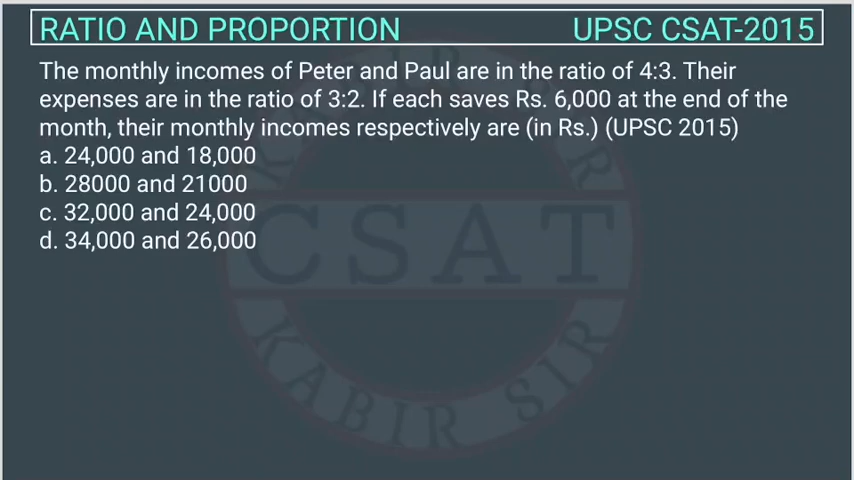 RATIO AND PROPORTION UPSC CSAT-2015
The monthly incomes of Peter and Paul are in the ratio of 4:3. Their
expenses are in the ratio of 3:2. If each saves Rs. 6,000 at the end of the
month, their monthly incomes respectively are (in Rs.) (UPSC 2015)
a. 24,000 and 18,000
b. 28000 and 21000
c. 32,000 and 24,000
d. 34,000 and 26,000
KABIR SIR
CSAT
KABIR SIR